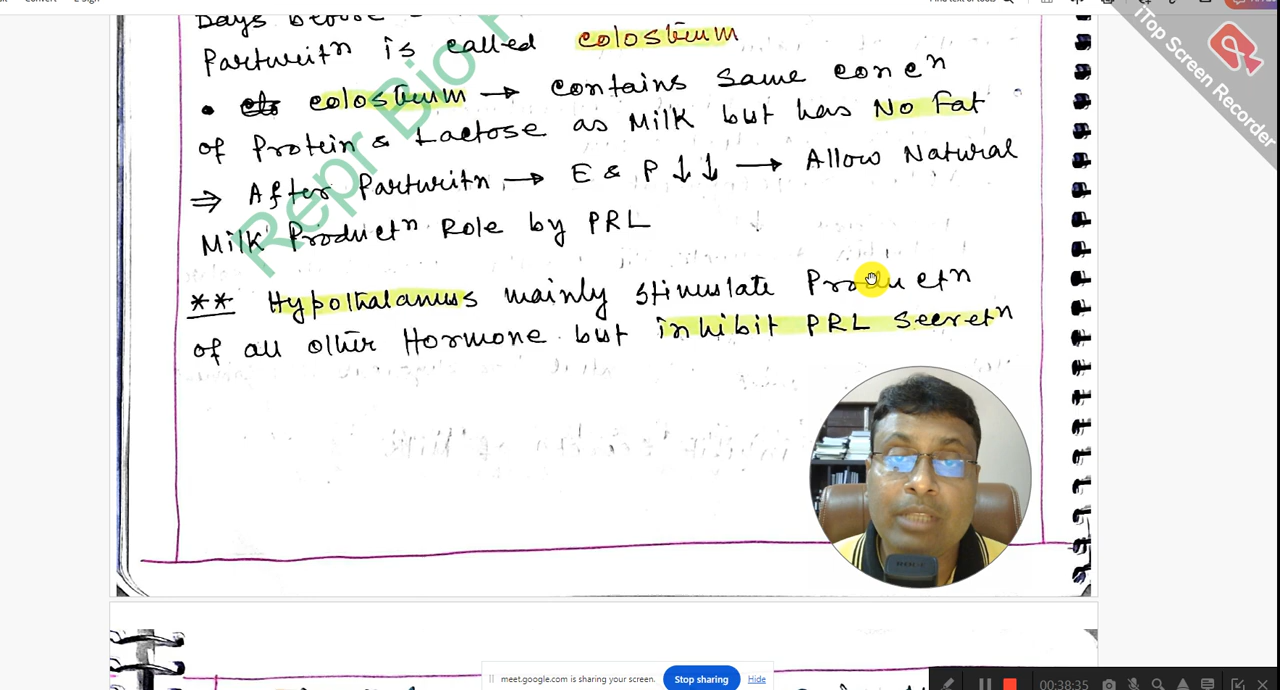 Days before
Parturitn is called colostrum
• colostrum → contains same concn
of Protein & Lactose as Milk but has No Fat
⇒ After Parturitn → E & P ↓↓ → Allow Natural
Milk Productn Role by PRL
** Hypothalamus mainly stimulate Productn
of all other Hormone but inhibit PRL Secretn
Repr Bio
iTop Screen Recorder
meet.google.com is sharing your screen.
Stop sharing
Hide
00:38:35